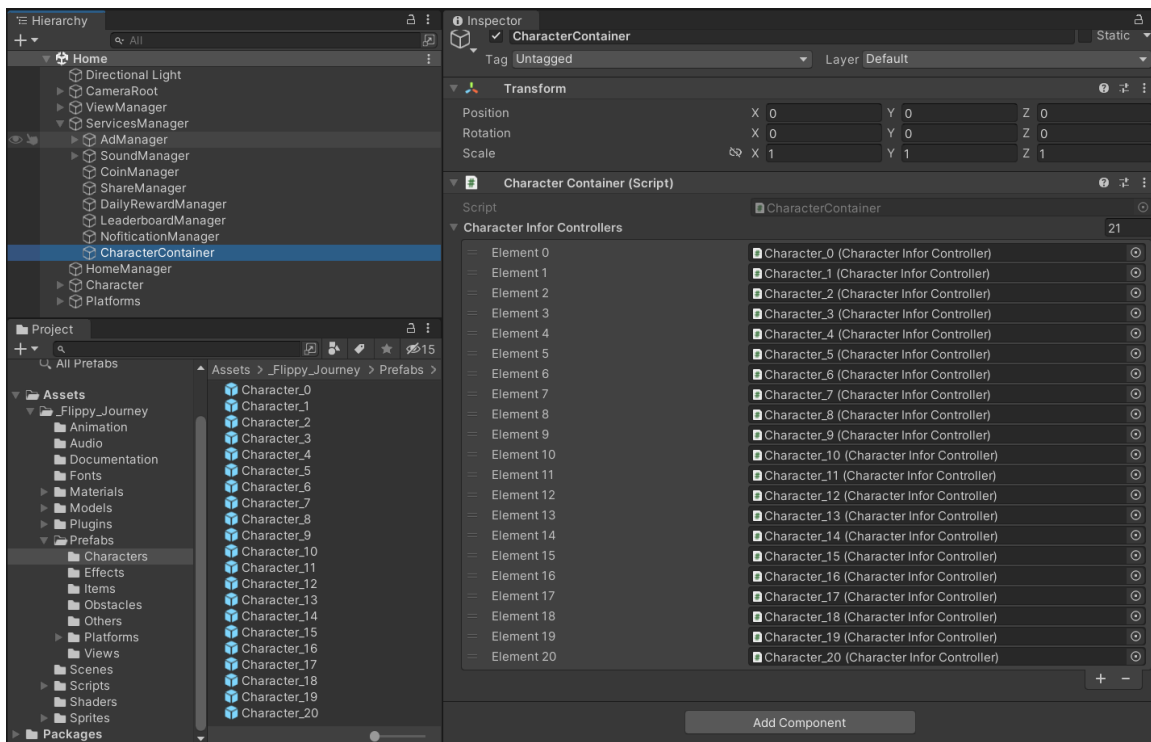 Hierarchy
All
Home
Directional Light
CameraRoot
ViewManager
ServicesManager
AdManager
SoundManager
CoinManager
ShareManager
DailyRewardManager
LeaderboardManager
NofiticationManager
CharacterContainer
HomeManager
Character
Platforms
Project
15
All Prefabs
Assets
_Flippy_Journey
Animation
Audio
Documentation
Fonts
Materials
Models
Plugins
Prefabs
Characters
Effects
Items
Obstacles
Others
Platforms
Views
Scenes
Scripts
Shaders
Sprites
Packages
Assets > _Flippy_Journey > Prefabs >
Character_0
Character_1
Character_2
Character_3
Character_4
Character_5
Character_6
Character_7
Character_8
Character_9
Character_10
Character_11
Character_12
Character_13
Character_14
Character_15
Character_16
Character_17
Character_18
Character_19
Character_20
Inspector
CharacterContainer Static
Tag Untagged Layer Default
Transform
Position X 0 Y 0 Z 0
Rotation X 0 Y 0 Z 0
Scale X 1 Y 1 Z 1
Character Container (Script)
Script CharacterContainer
Character Infor Controllers 21
Element 0 Character_0 (Character Infor Controller)
Element 1 Character_1 (Character Infor Controller)
Element 2 Character_2 (Character Infor Controller)
Element 3 Character_3 (Character Infor Controller)
Element 4 Character_4 (Character Infor Controller)
Element 5 Character_5 (Character Infor Controller)
Element 6 Character_6 (Character Infor Controller)
Element 7 Character_7 (Character Infor Controller)
Element 8 Character_8 (Character Infor Controller)
Element 9 Character_9 (Character Infor Controller)
Element 10 Character_10 (Character Infor Controller)
Element 11 Character_11 (Character Infor Controller)
Element 12 Character_12 (Character Infor Controller)
Element 13 Character_13 (Character Infor Controller)
Element 14 Character_14 (Character Infor Controller)
Element 15 Character_15 (Character Infor Controller)
Element 16 Character_16 (Character Infor Controller)
Element 17 Character_17 (Character Infor Controller)
Element 18 Character_18 (Character Infor Controller)
Element 19 Character_19 (Character Infor Controller)
Element 20 Character_20 (Character Infor Controller)
Add Component